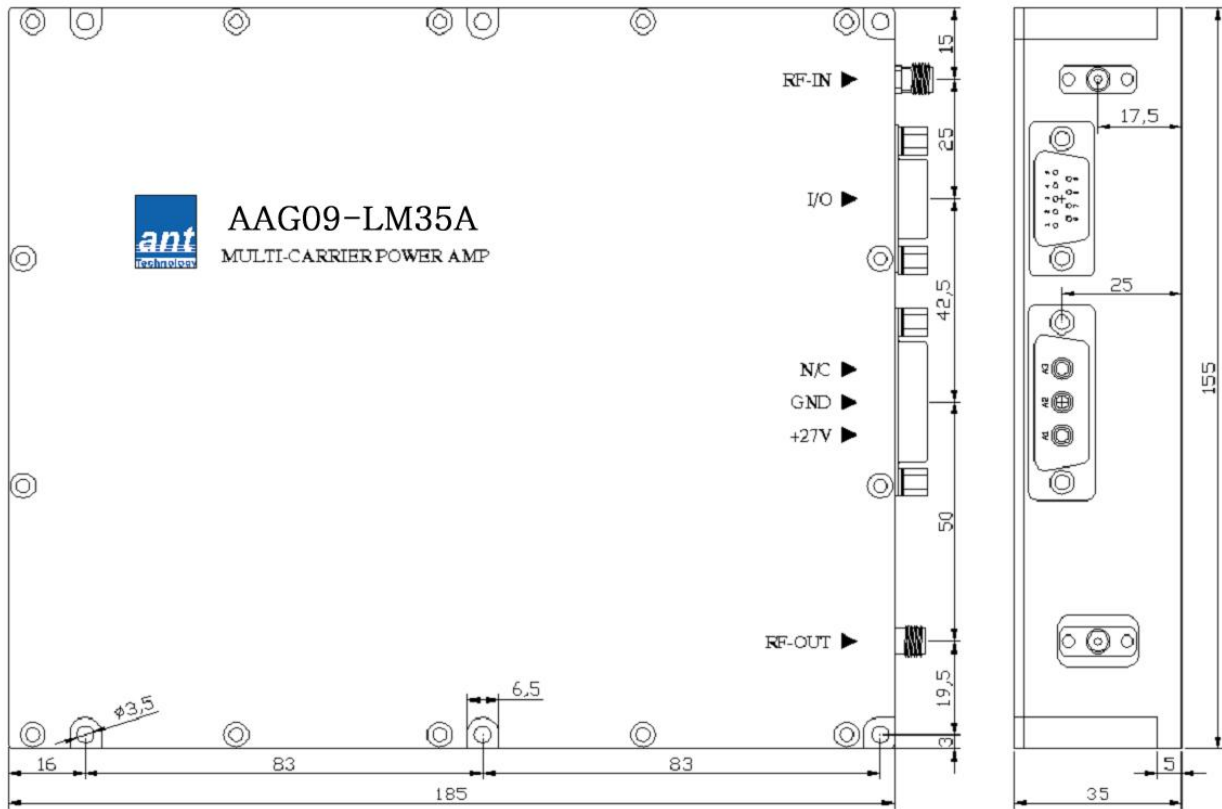 RF-IN
15
25
17,5
I/O
ant
Technology
AAG09-LM35A
MULTI-CARRIER POWER AMP
42,5
25
N/C
GND
+27V
A3
A2
A1
155
50
RF-OUT
19,5
ø3,5
6,5
3
16
83
83
185
5
35